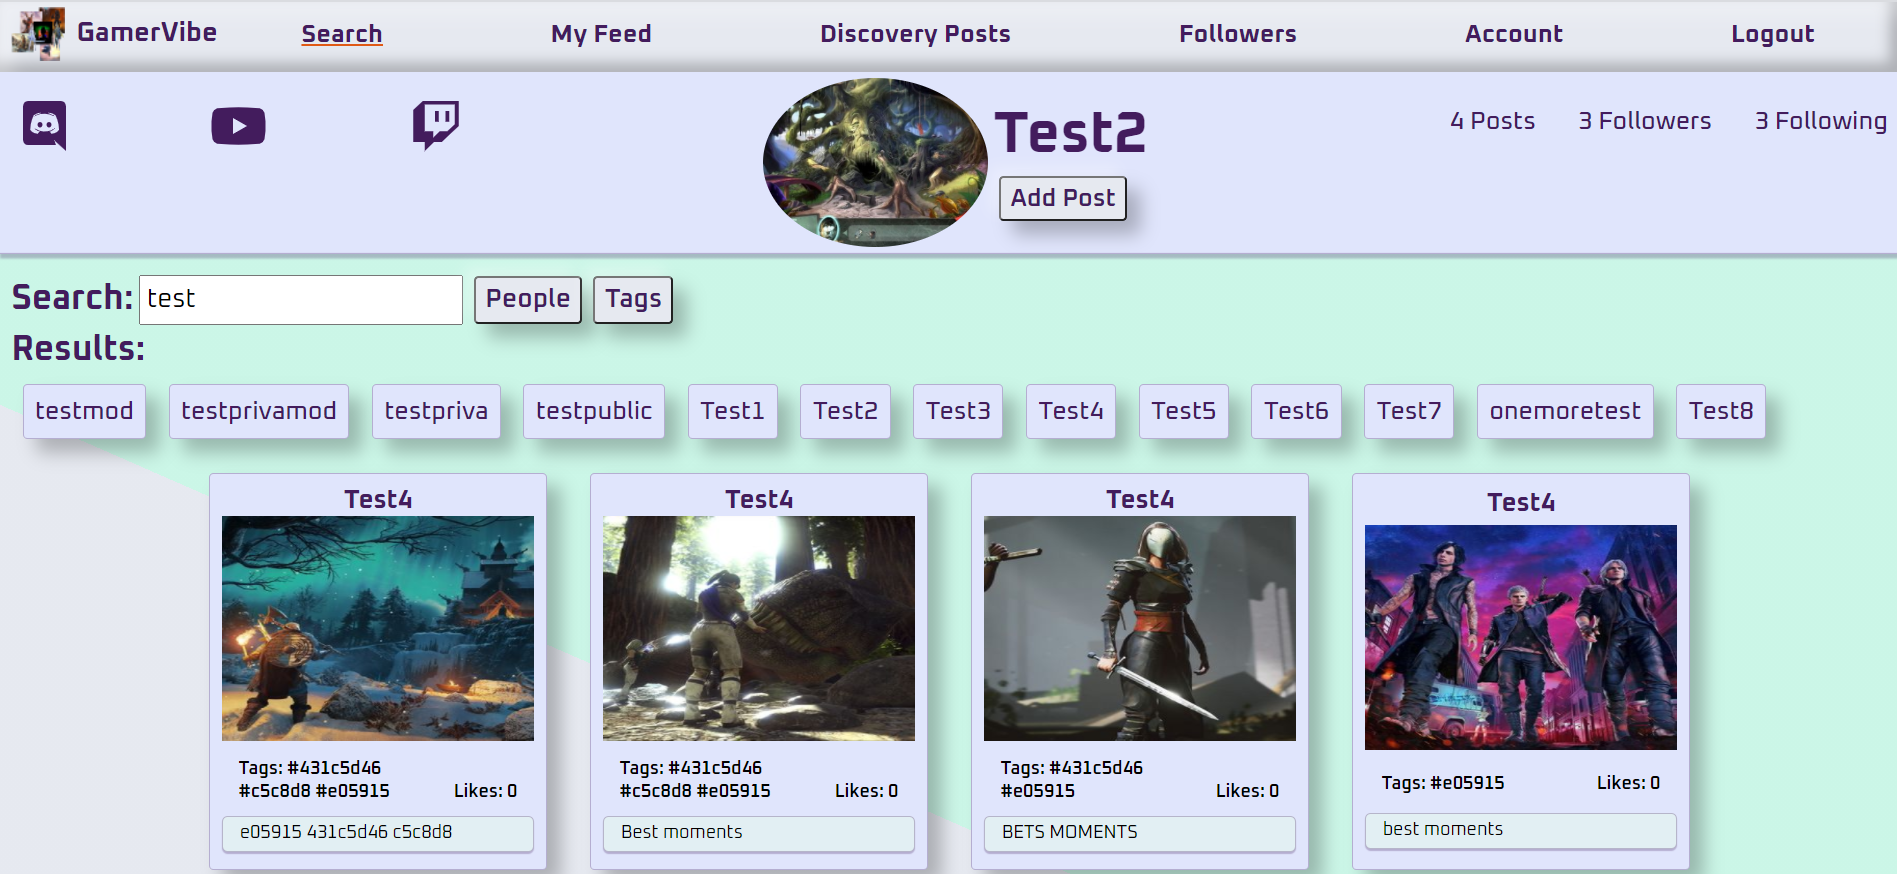 GamerVibe Search My Feed Discovery Posts Followers Account Logout
Test2
4 Posts 3 Followers 3 Following
Add Post
Search: test People Tags
Results:
testmod testprivamod testpriva testpublic Test1 Test2 Test3 Test4 Test5 Test6 Test7 onemoretest Test8
Test4
Tags: #431c5d46
#c5c8d8 #e05915 Likes: 0
e05915 431c5d46 c5c8d8
Test4
Tags: #431c5d46
#c5c8d8 #e05915 Likes: 0
Best moments
Test4
Tags: #431c5d46
#e05915 Likes: 0
BETS MOMENTS
Test4
Tags: #e05915 Likes: 0
best moments